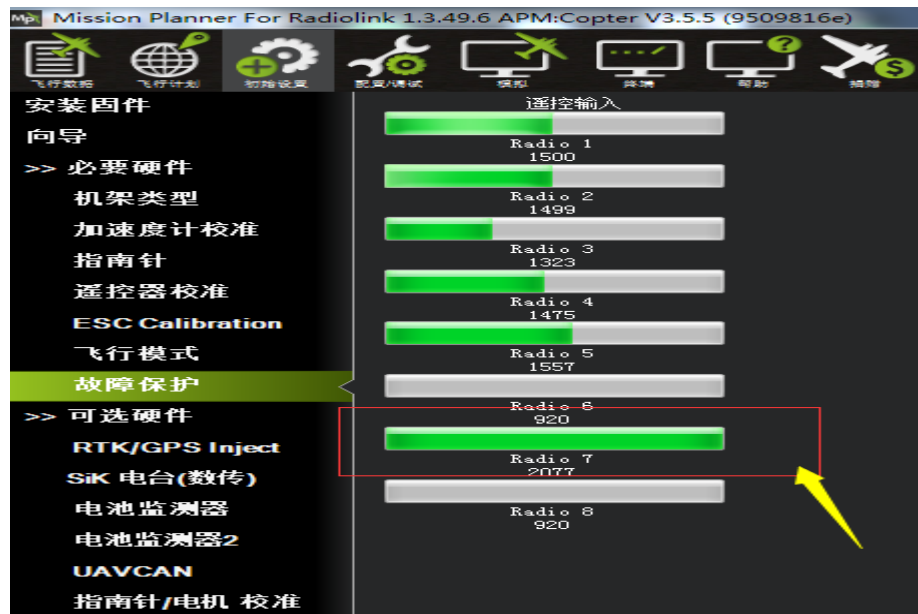 Mp Mission Planner For Radiolink 1.3.49.6 APM:Copter V3.5.5 (9509816e)
飞行数据 飞行计划 初始设置 配置/调试 模拟 终端 帮助 捐赠
安装固件
向导
>> 必要硬件
机架类型
加速度计校准
指南针
遥控器校准
ESC Calibration
飞行模式
故障保护
>> 可选硬件
RTK/GPS Inject
SiK 电台(数传)
电池监测器
电池监测器2
UAVCAN
指南针/电机 校准
遥控输入
Radio 1
1500
Radio 2
1499
Radio 3
1323
Radio 4
1475
Radio 5
1557
Radio 6
920
Radio 7
2077
Radio 8
920